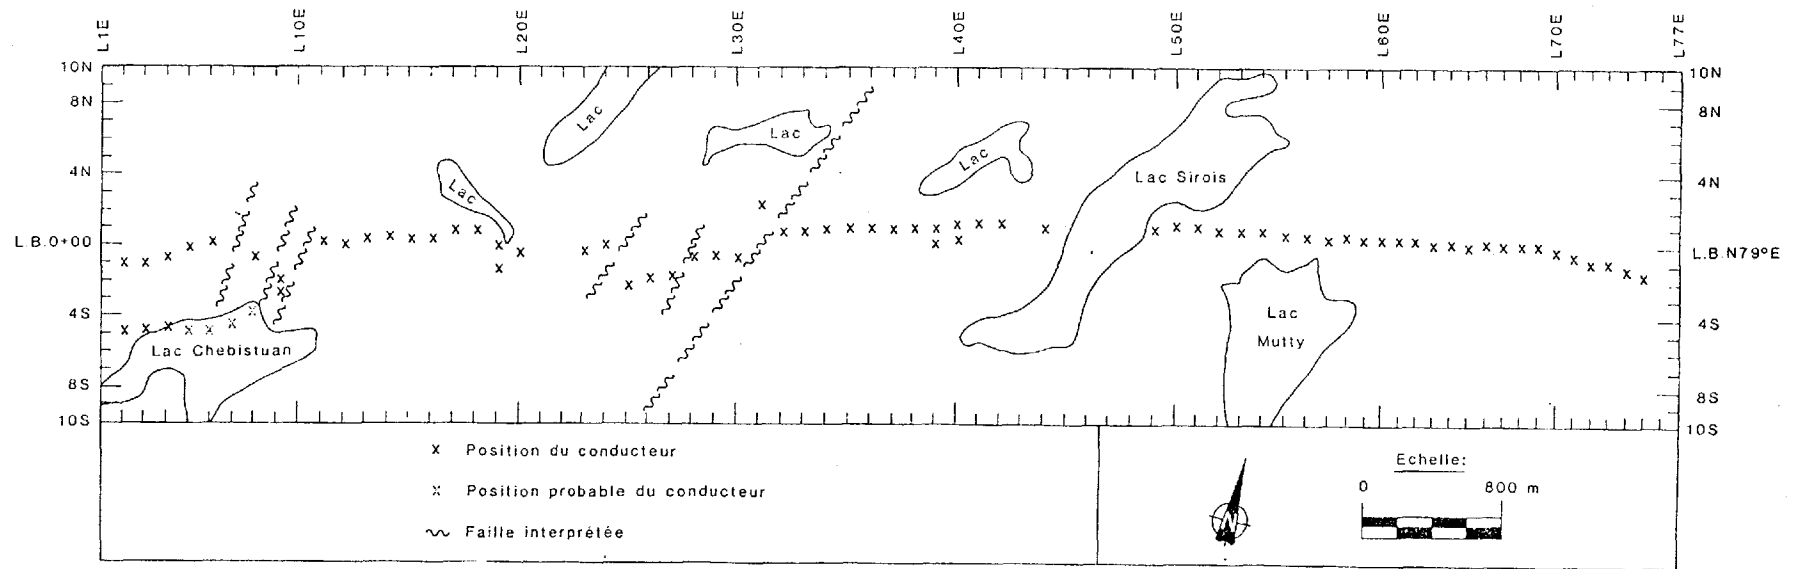 L1E
L10E
L20E
L30E
L40E
L50E
L60E
L70E
L77E
10N
8N
4N
L.B.0+00
4S
8S
10S
10N
8N
4N
L.B.N79°E
4S
8S
10S
Lac
Lac
Lac
Lac
Lac Sirois
Lac Chebistuan
Lac
Mutty
x Position du conducteur
x Position probable du conducteur
Faille interprétée
N
Echelle:
0 800 m